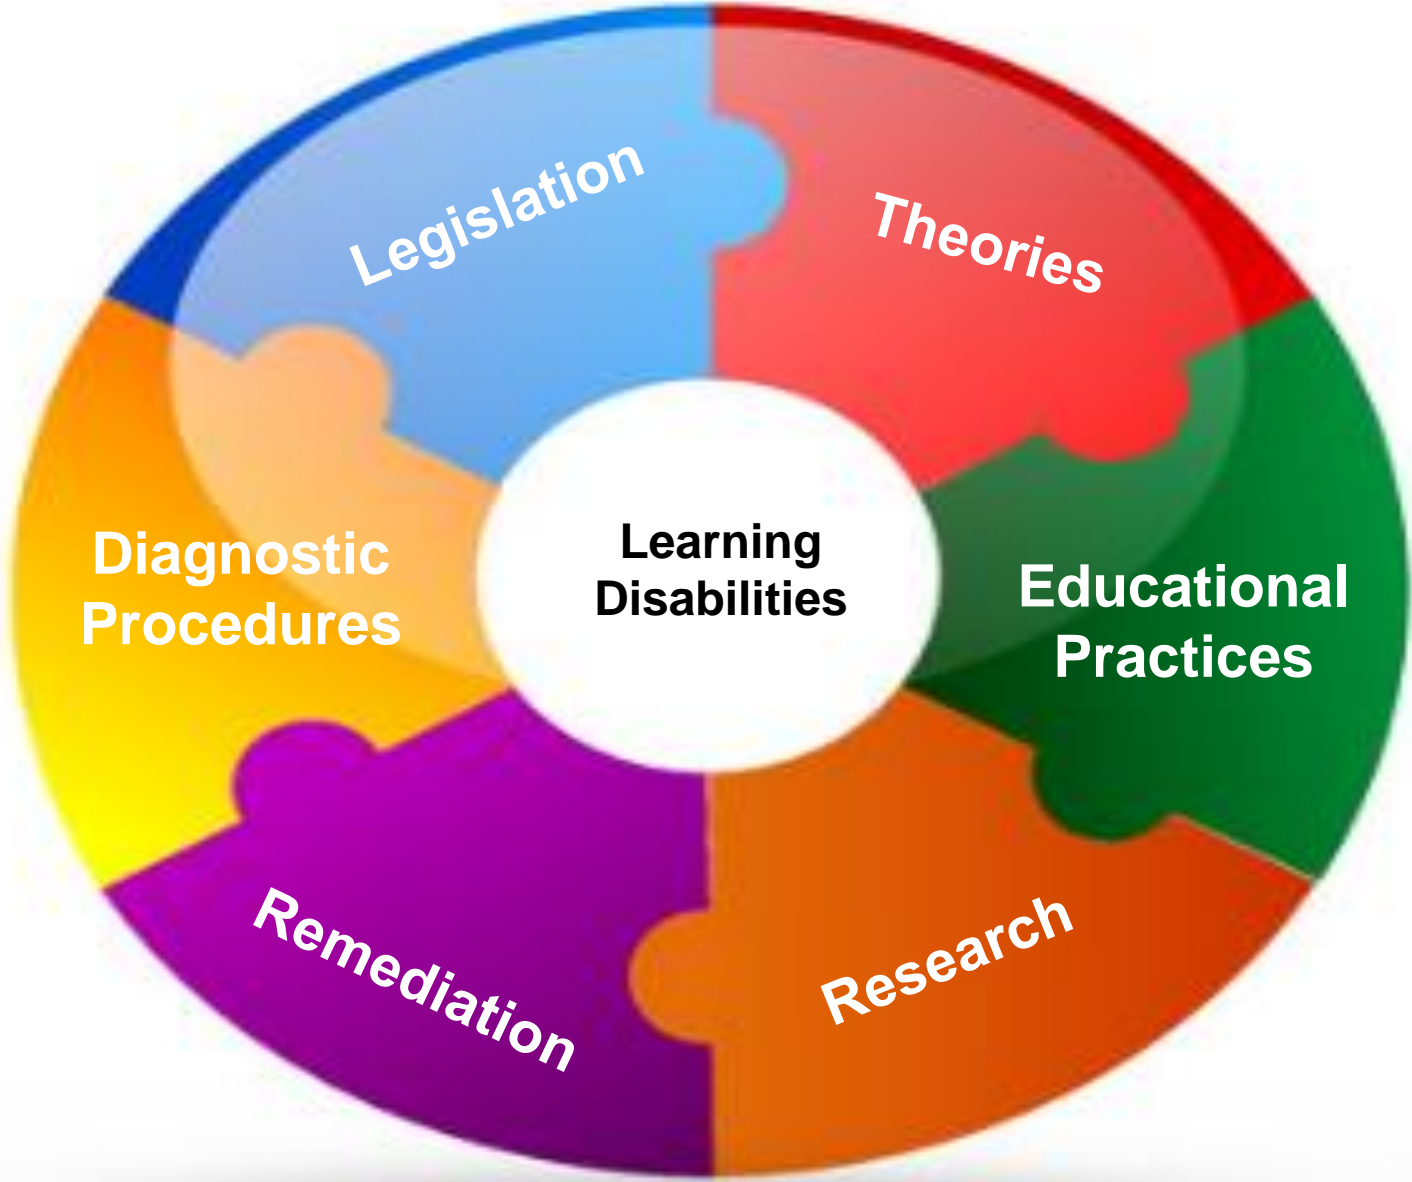 Legislation
Theories
Diagnostic
Procedures
Learning
Disabilities
Educational
Practices
Remediation
Research